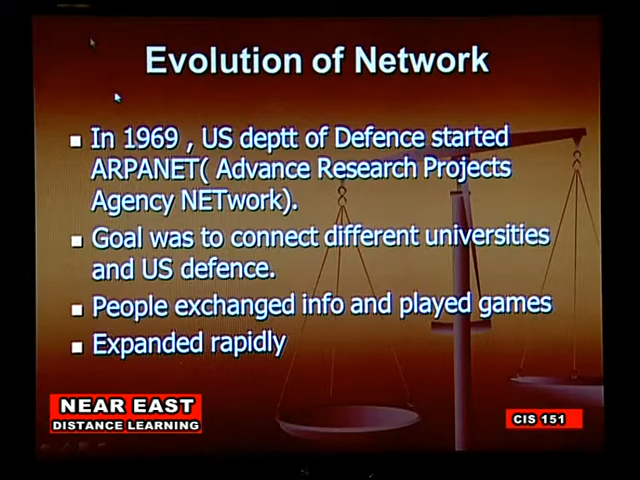 Evolution of Network
In 1969 , US deptt of Defence started
ARPANET( Advance Research Projects
Agency NETwork).
Goal was to connect different universities
and US defence.
People exchanged info and played games
Expanded rapidly
NEAR EAST
DISTANCE LEARNING
CIS 151